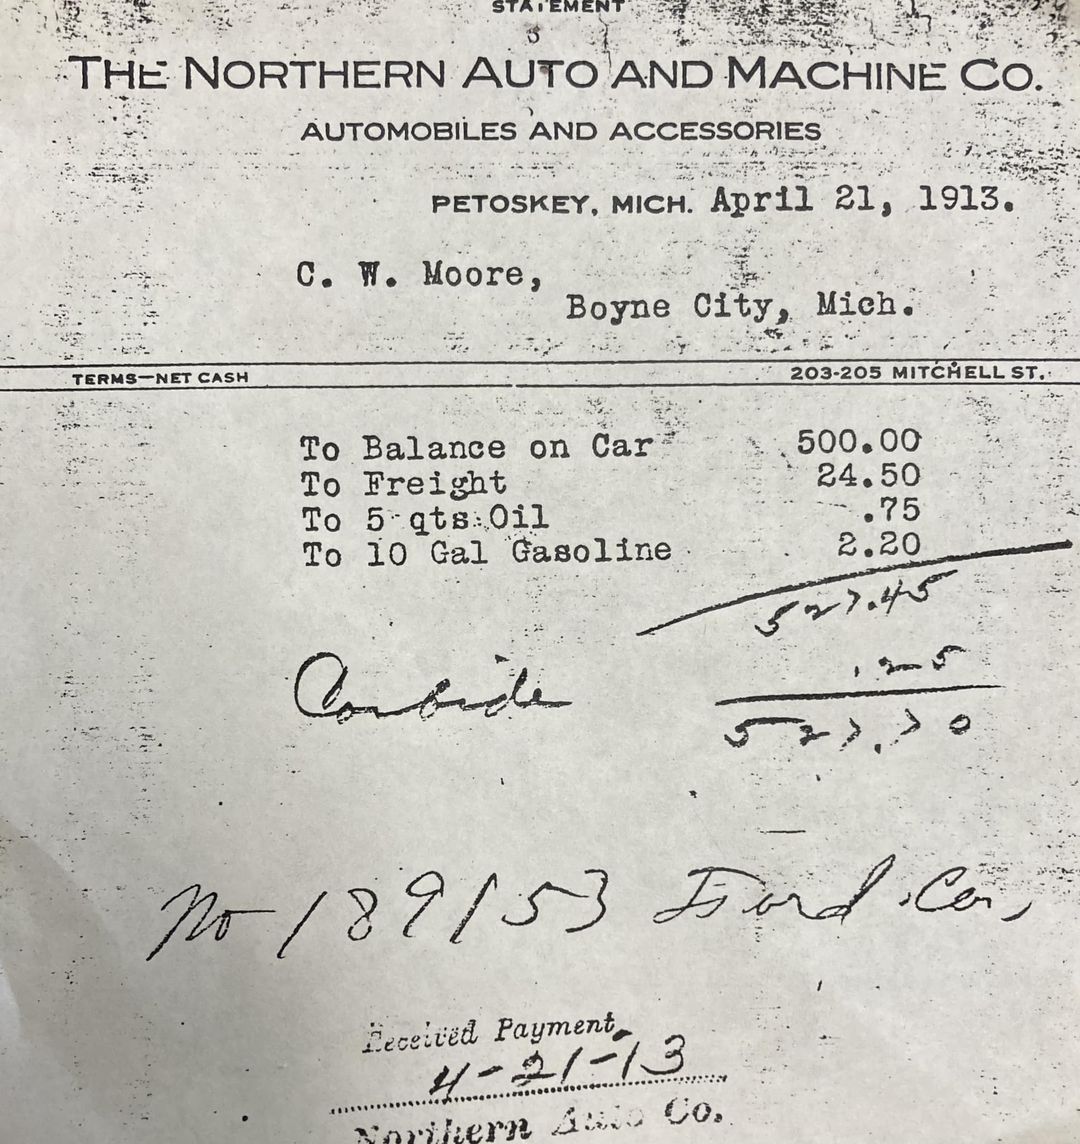 STATEMENT
THE NORTHERN AUTO AND MACHINE CO.
AUTOMOBILES AND ACCESSORIES
PETOSKEY, MICH. April 21, 1913.
C. W. Moore,
Boyne City, Mich.
TERMS—NET CASH 203-205 MITCHELL ST.
To Balance on Car 500.00
To Freight 24.50
To 5 qts. Oil .75
To 10 Gal Gasoline 2.20
527.45
Carbide .25
527.70
No 189153 Ford Car,
Received Payment
4-21-13
Northern Auto Co.